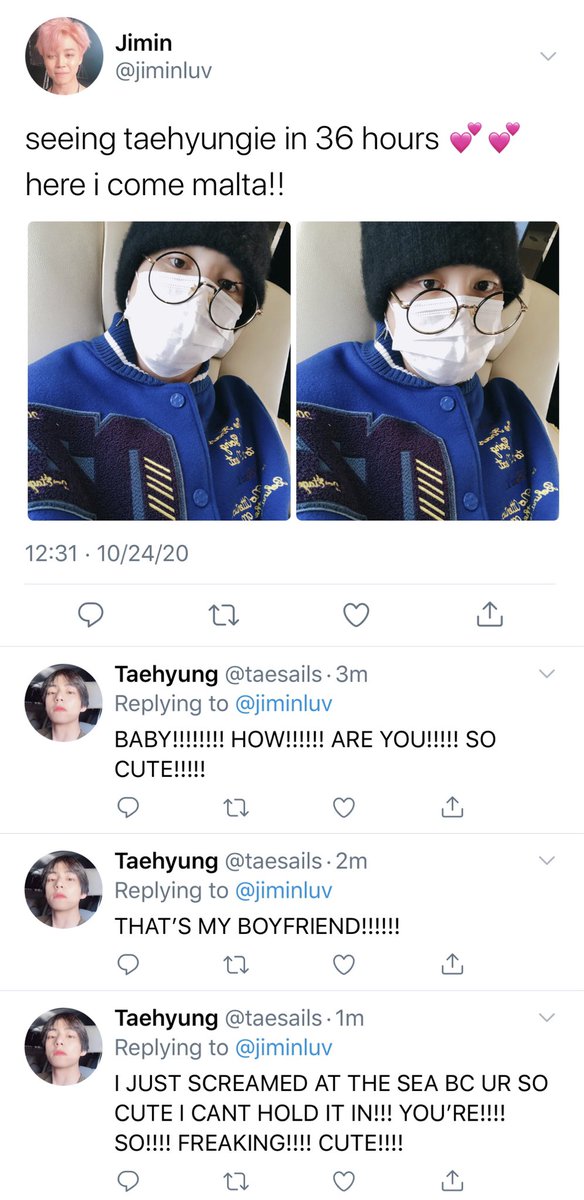 Jimin
@jiminluv
seeing taehyungie in 36 hours 💕 💕
here i come malta!!
12:31 · 10/24/20
Taehyung @taesails · 3m
Replying to @jiminluv
BABY!!!!!!!! HOW!!!!!! ARE YOU!!!!! SO
CUTE!!!!!
Taehyung @taesails · 2m
Replying to @jiminluv
THAT’S MY BOYFRIEND!!!!!!
Taehyung @taesails · 1m
Replying to @jiminluv
I JUST SCREAMED AT THE SEA BC UR SO
CUTE I CANT HOLD IT IN!!! YOU’RE!!!!
SO!!!! FREAKING!!!! CUTE!!!!